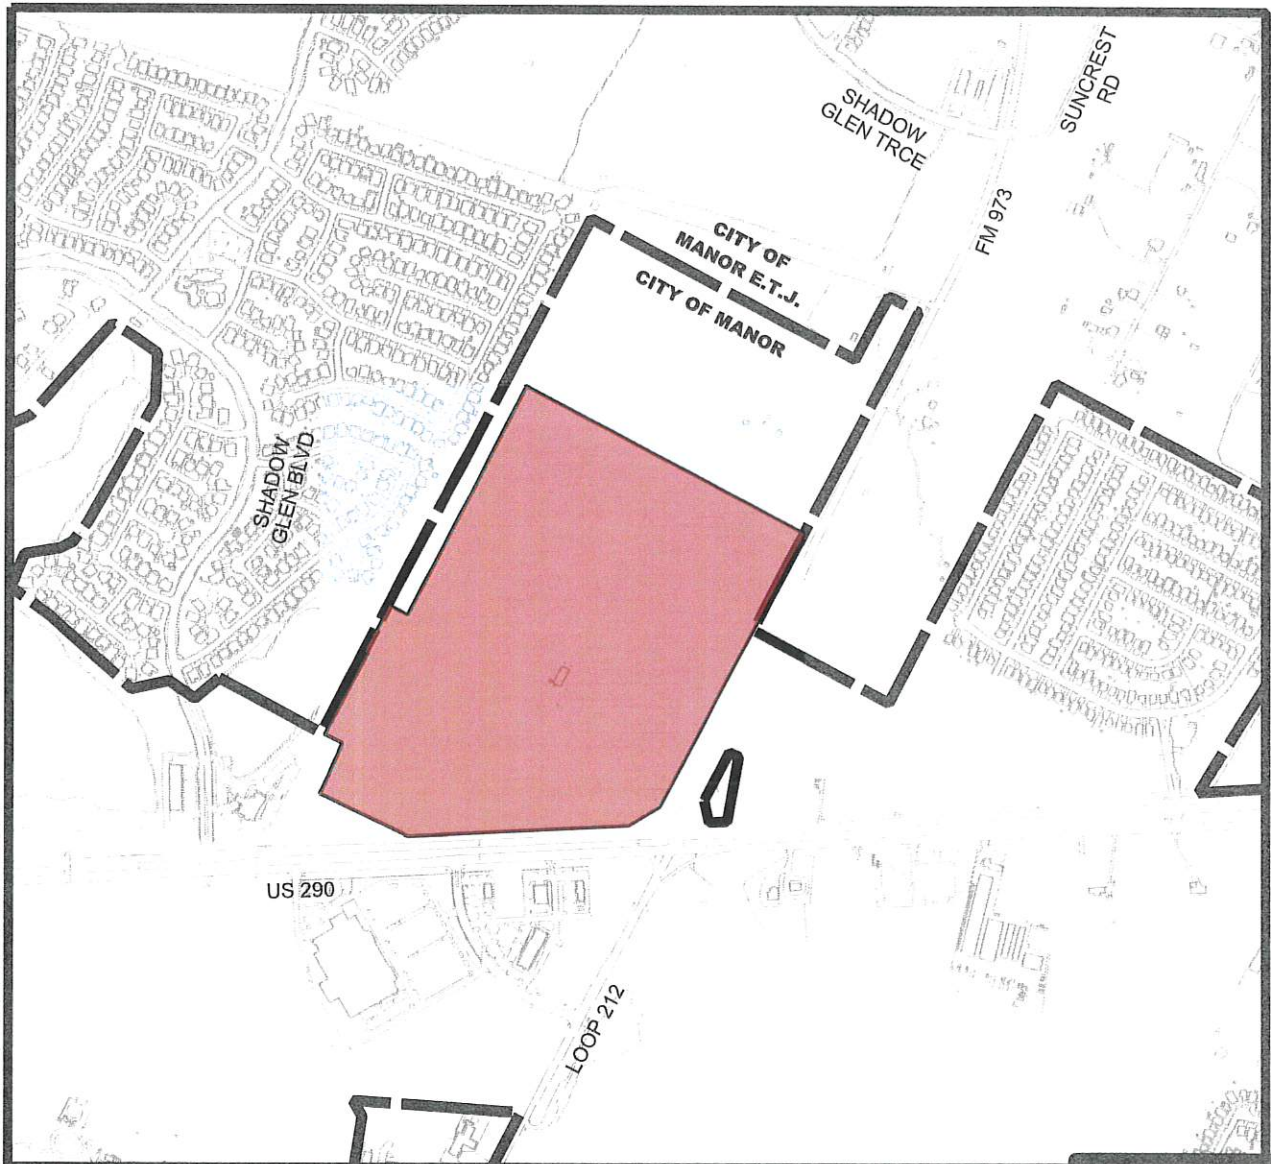 SUNCREST
RD
SHADOW
GLEN TRCE
FM 973
CITY OF
MANOR E.T.J.
CITY OF MANOR
SHADOW
GLEN BLVD
US 290
LOOP 212